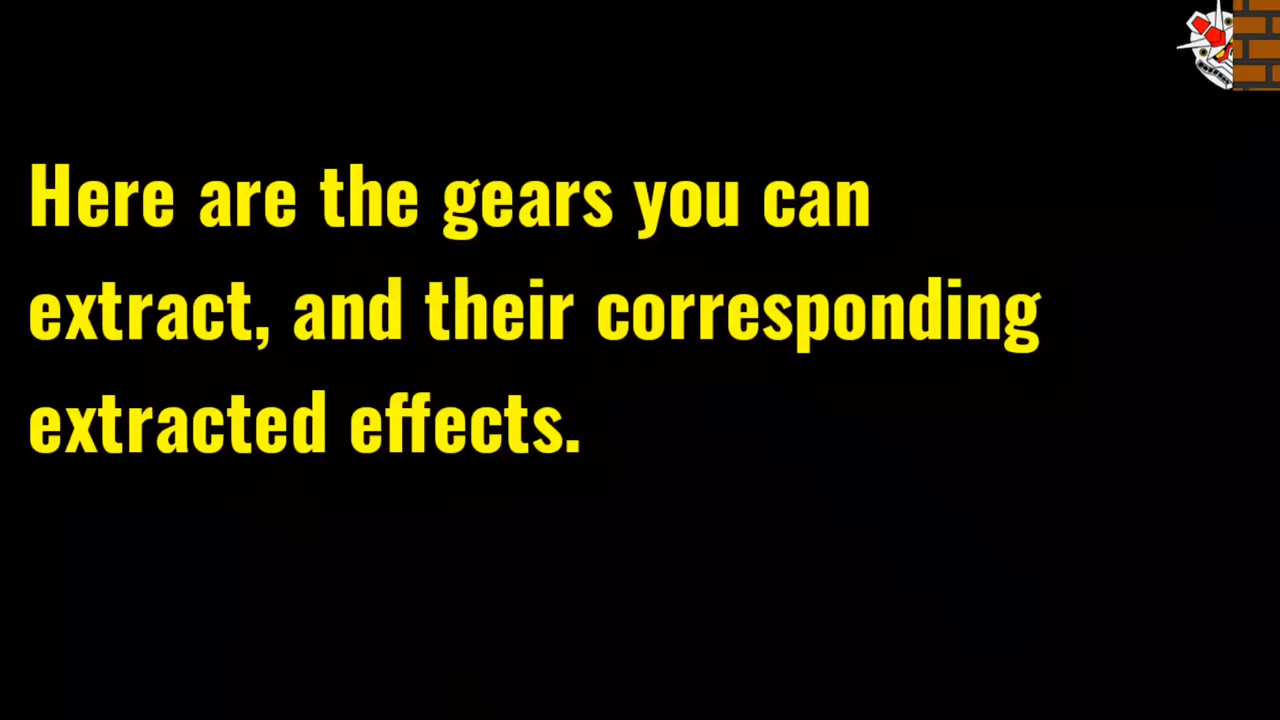 Here are the gears you can
extract, and their corresponding
extracted effects.